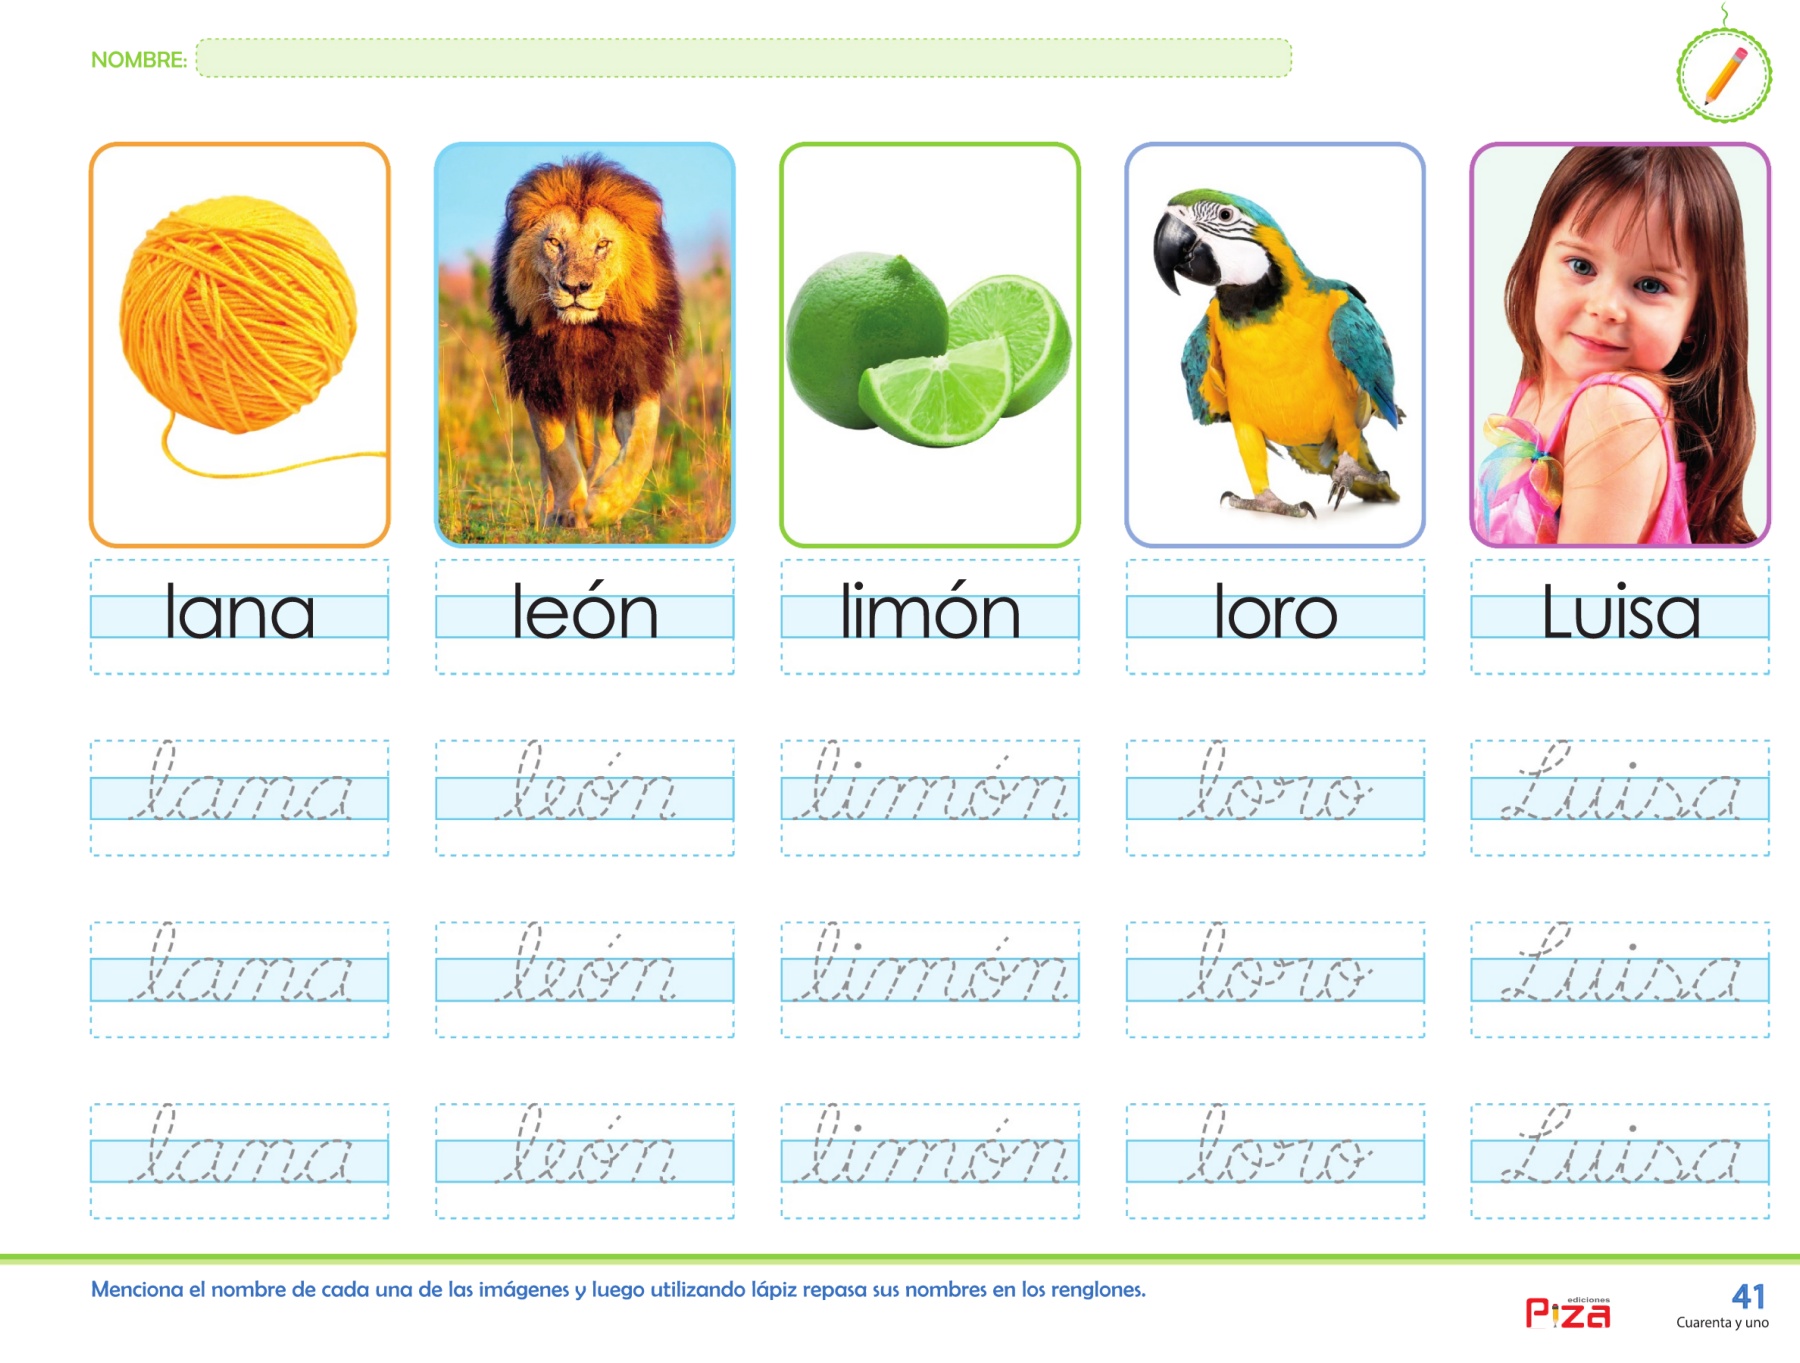 NOMBRE:
lana león limón loro Luisa
lana león limón loro Luisa
lana león limón loro Luisa
lana león limón loro Luisa
Menciona el nombre de cada una de las imágenes y luego utilizando lápiz repasa sus nombres en los renglones.
ediciones
Piza
41
Cuarenta y uno